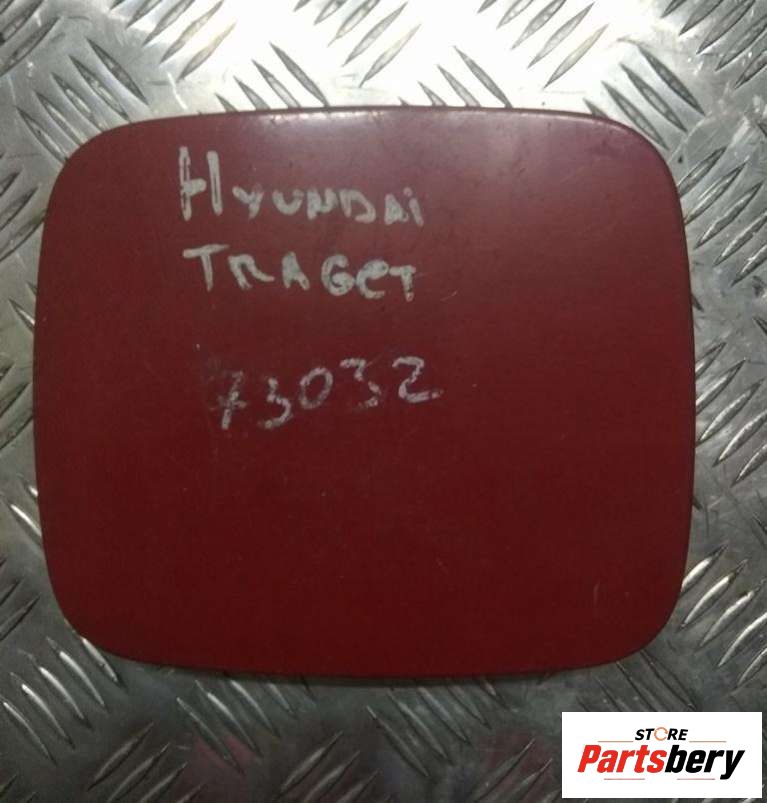 HYUNDAi
TRAGET
73032
STORE
Partsbery